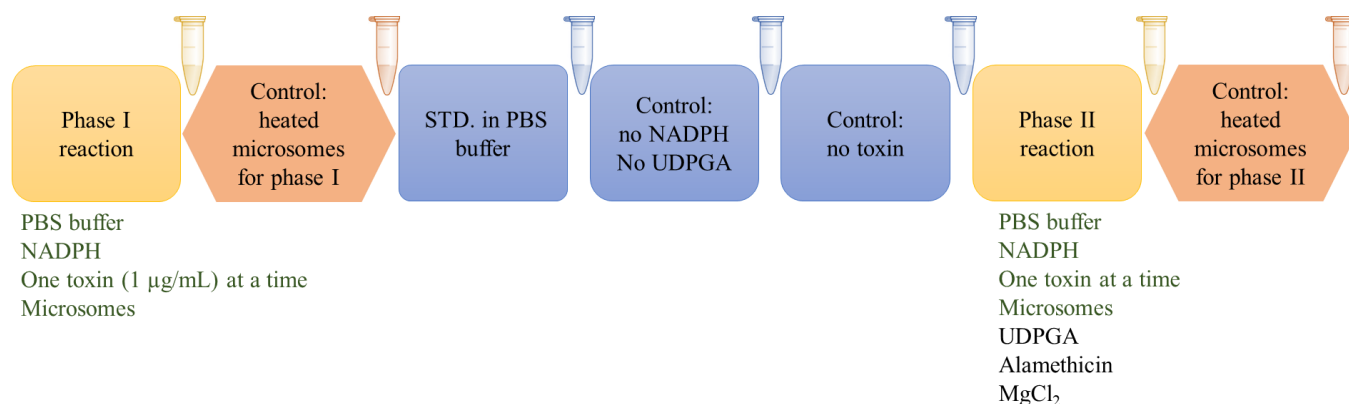 Phase I
reaction
Control:
heated
microsomes
for phase I
STD. in PBS
buffer
Control:
no NADPH
No UDPGA
Control:
no toxin
Phase II
reaction
Control:
heated
microsomes
for phase II
PBS buffer
NADPH
One toxin (1 µg/mL) at a time
Microsomes
PBS buffer
NADPH
One toxin at a time
Microsomes
UDPGA
Alamethicin
MgCl₂